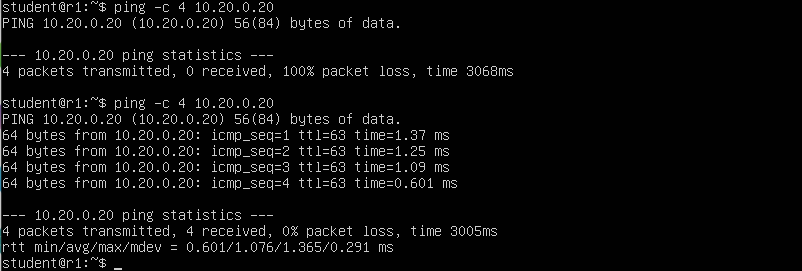 student@r1:~$ ping -c 4 10.20.0.20
PING 10.20.0.20 (10.20.0.20) 56(84) bytes of data.

--- 10.20.0.20 ping statistics ---
4 packets transmitted, 0 received, 100% packet loss, time 3068ms

student@r1:~$ ping -c 4 10.20.0.20
PING 10.20.0.20 (10.20.0.20) 56(84) bytes of data.
64 bytes from 10.20.0.20: icmp_seq=1 ttl=63 time=1.37 ms
64 bytes from 10.20.0.20: icmp_seq=2 ttl=63 time=1.25 ms
64 bytes from 10.20.0.20: icmp_seq=3 ttl=63 time=1.09 ms
64 bytes from 10.20.0.20: icmp_seq=4 ttl=63 time=0.601 ms

--- 10.20.0.20 ping statistics ---
4 packets transmitted, 4 received, 0% packet loss, time 3005ms
rtt min/avg/max/mdev = 0.601/1.076/1.365/0.291 ms
student@r1:~$ _